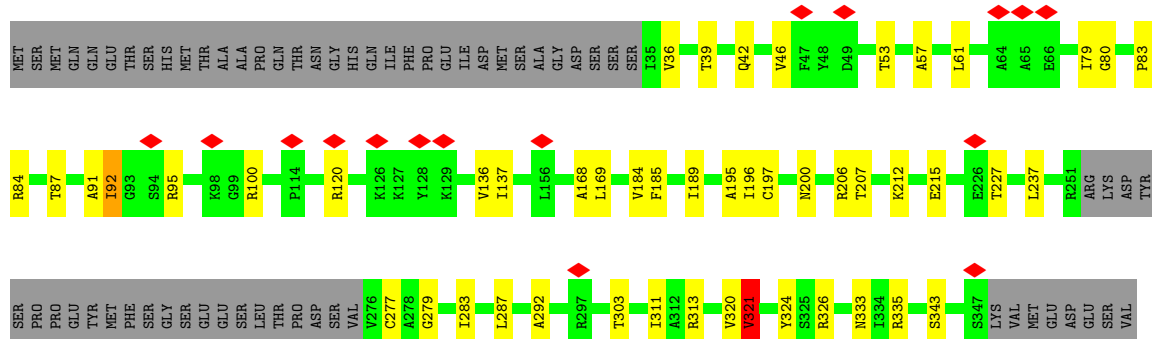 MET SER MET GLN GLN GLU THR SER HIS MET THR ALA ALA PRO GLN THR ASN GLY HIS GLN ILE PHE PRO GLU ILE ASP MET SER ALA GLY ASP SER SER SER I35 V36 T39 Q42 V46 F47 Y48 D49 T53 A57 L61 A64 A65 E66 I79 G80 P83
R84 T87 A91 I92 G93 S94 R95 K98 G99 R100 P114 R120 K126 K127 Y128 K129 V136 I137 L156 A168 L169 V184 F185 I189 A195 I196 C197 N200 R206 T207 K212 E215 E226 T227 L237 R251 ARG LYS ASP TYR
SER PRO PRO GLU TYR MET PHE SER GLY SER GLU GLU SER LEU THR PRO ASP SER VAL V276 C277 A278 G279 I283 L287 A292 R297 T303 I311 A312 R313 V320 V321 Y324 S325 R326 N333 I334 R335 S343 S347 LYS VAL MET GLU ASP GLU SER VAL